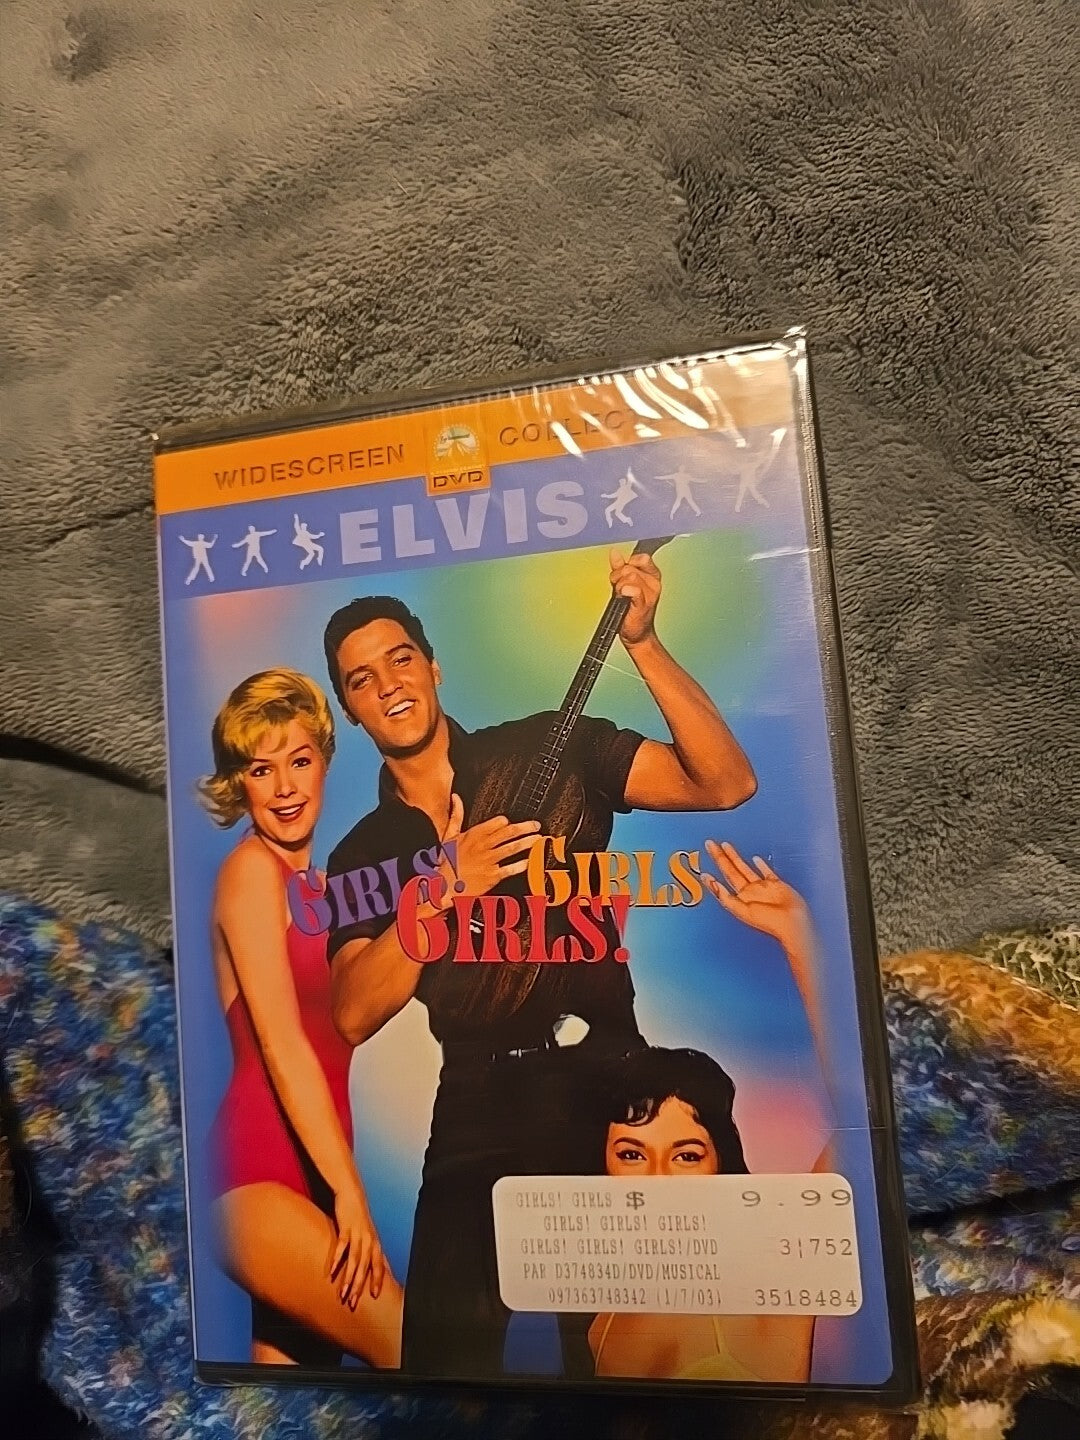 WIDESCREEN DVD COLLECT
ELVIS
GIRLS!
GIRLS
GIRLS!
GIRLS! GIRLS $ 9.99
GIRLS! GIRLS! GIRLS!
GIRLS! GIRLS! GIRLS!/DVD 3|752
PAR D374834D/DVD/MUSICAL
097363748342 (1/7/03) 3518484